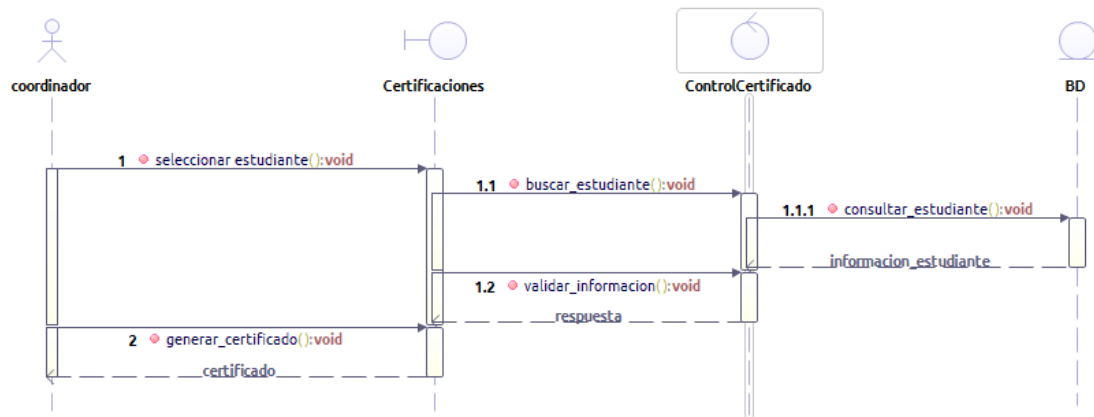 coordinador
Certificaciones
ControlCertificado
BD
1 seleccionar estudiante():void
1.1 buscar_estudiante():void
1.1.1 consultar_estudiante():void
informacion_estudiante
1.2 validar_informacion():void
respuesta
2 generar_certificado():void
certificado